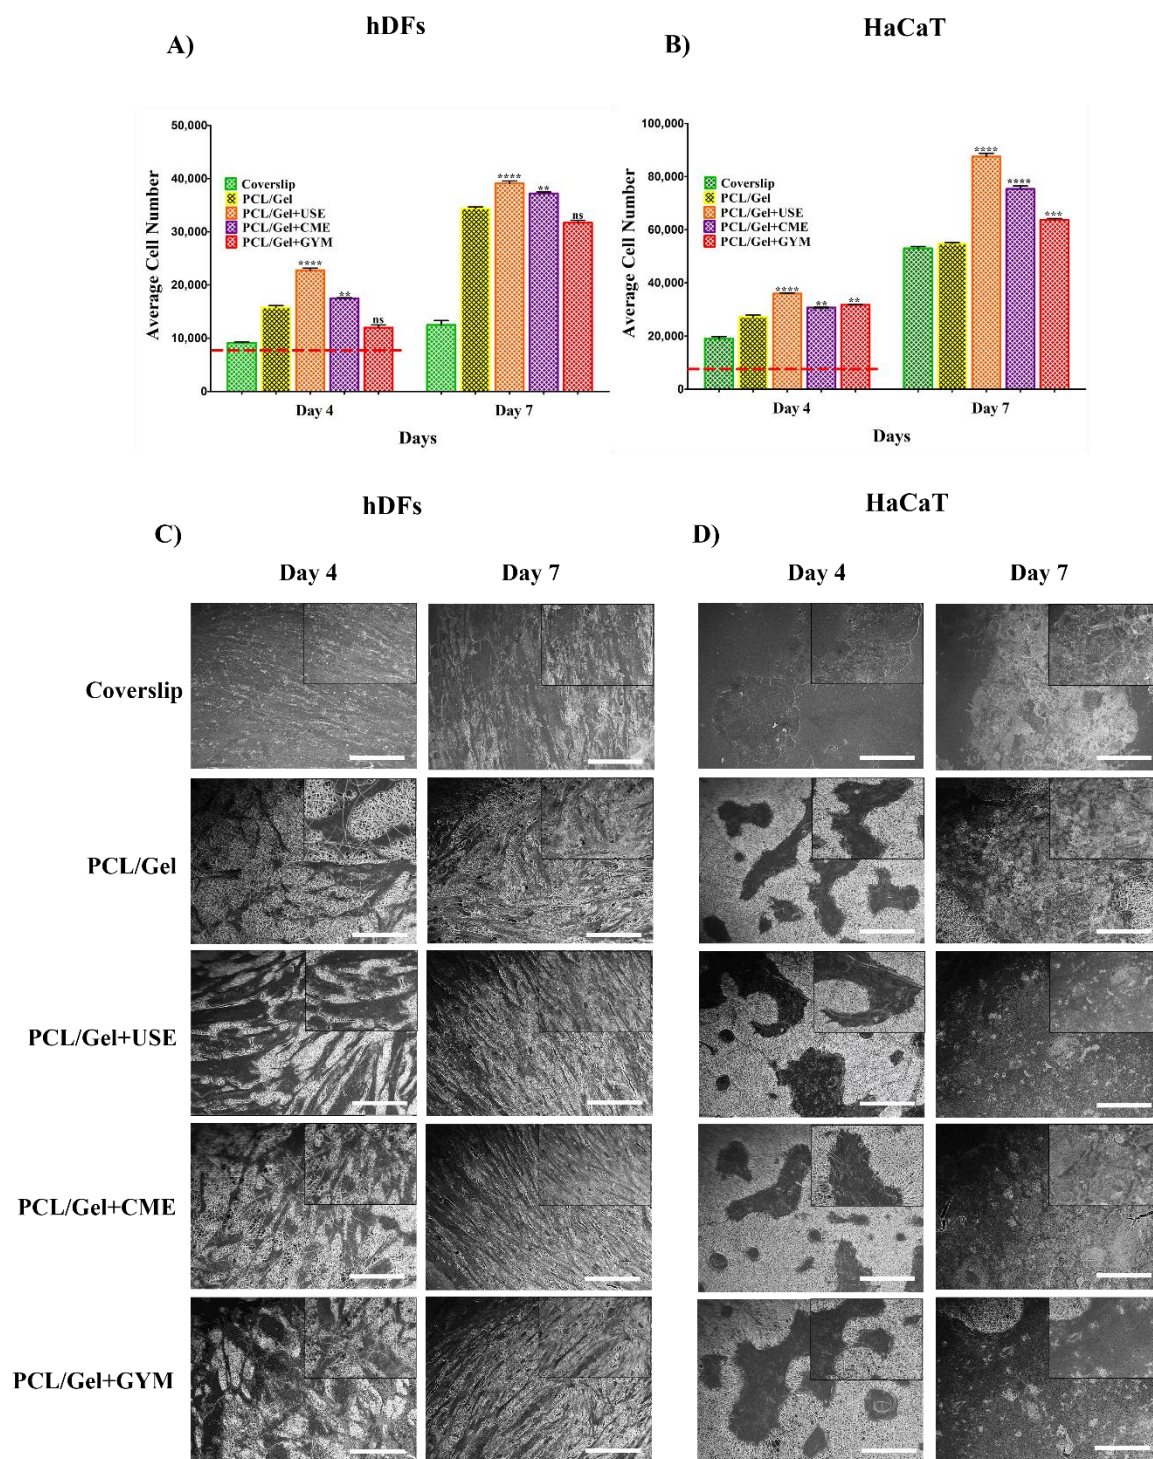 hDFs
HaCaT
A)
B)
50,000
40,000
30,000
20,000
10,000
0
Average Cell Number
Coverslip
PCL/Gel
PCL/Gel+USE
PCL/Gel+CME
PCL/Gel+GYM
****
**
ns
****
**
ns
Day 4
Day 7
Days
100,000
80,000
60,000
40,000
20,000
0
Average Cell Number
Coverslip
PCL/Gel
PCL/Gel+USE
PCL/Gel+CME
PCL/Gel+GYM
****
**
**
****
****
***
Day 4
Day 7
Days
hDFs
HaCaT
C)
D)
Day 4
Day 7
Day 4
Day 7
Coverslip
PCL/Gel
PCL/Gel+USE
PCL/Gel+CME
PCL/Gel+GYM